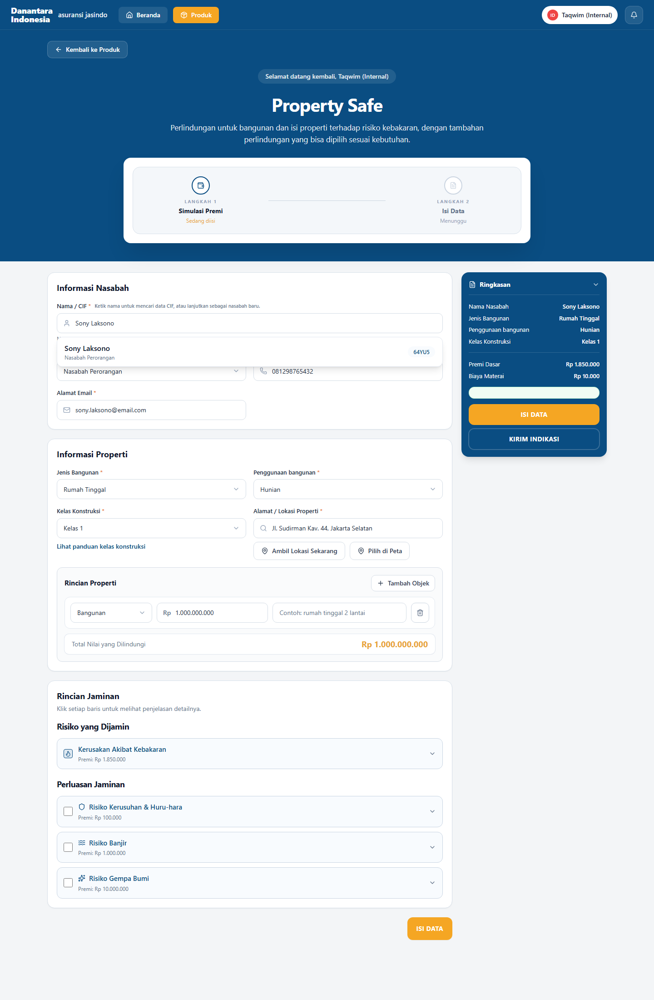 Danantara
Indonesia
asuransi jasindo
Beranda
Produk
ID
Taqwim (Internal)
Kembali ke Produk
Selamat datang kembali, Taqwim (Internal)
Property Safe
Perlindungan untuk bangunan dan isi properti terhadap risiko kebakaran, dengan tambahan
perlindungan yang bisa dipilih sesuai kebutuhan.
LANGKAH 1
Simulasi Premi
Sedang diisi
LANGKAH 2
Isi Data
Menunggu
Informasi Nasabah
Nama / CIF * Ketik nama untuk mencari data CIF, atau lanjutkan sebagai nasabah baru.
Sony Laksono
Sony Laksono
Nasabah Perorangan
64YU5
Nasabah Perorangan
081298765432
Alamat Email *
sony.laksono@email.com
Informasi Properti
Jenis Bangunan *
Penggunaan bangunan *
Rumah Tinggal
Hunian
Kelas Konstruksi *
Alamat / Lokasi Properti *
Kelas 1
Jl. Sudirman Kav. 44, Jakarta Selatan
Lihat panduan kelas konstruksi
Ambil Lokasi Sekarang
Pilih di Peta
Rincian Properti
Tambah Objek
Bangunan
Rp 1.000.000.000
Contoh: rumah tinggal 2 lantai
Total Nilai yang Dilindungi
Rp 1.000.000.000
Rincian Jaminan
Klik setiap baris untuk melihat penjelasan detailnya.
Risiko yang Dijamin
Kerusakan Akibat Kebakaran
Premi: Rp 1.850.000
Perluasan Jaminan
Risiko Kerusuhan & Huru-hara
Premi: Rp 100.000
Risiko Banjir
Premi: Rp 1.000.000
Risiko Gempa Bumi
Premi: Rp 10.000.000
ISI DATA
Ringkasan
Nama Nasabah Sony Laksono
Jenis Bangunan Rumah Tinggal
Penggunaan bangunan Hunian
Kelas Konstruksi Kelas 1
Premi Dasar Rp 1.850.000
Biaya Materai Rp 10.000
ISI DATA
KIRIM INDIKASI